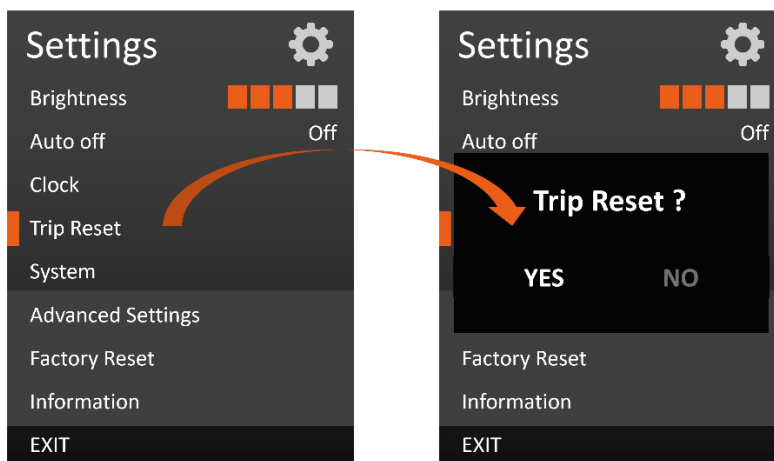 Settings
Brightness
Auto off Off
Clock
Trip Reset
System
Advanced Settings
Factory Reset
Information
EXIT
Settings
Brightness
Auto off Off
Trip Reset ?
YES NO
Factory Reset
Information
EXIT